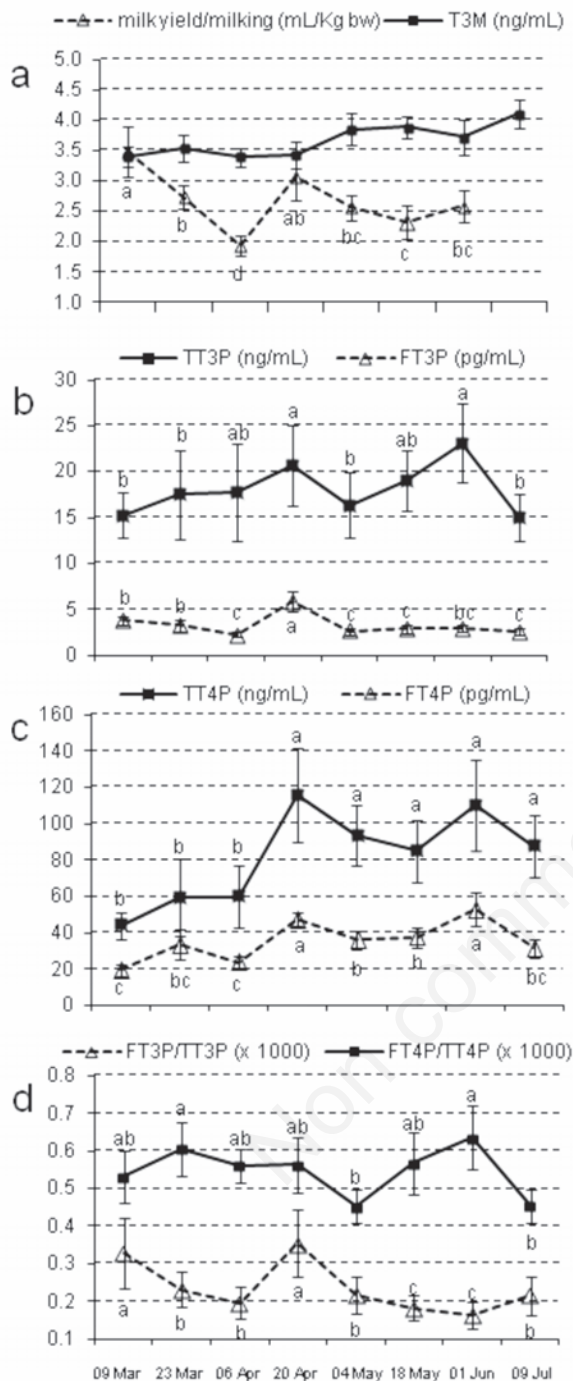 milk yield/milking (mL/Kg bw) T3M (ng/mL)
a
5.0
4.5
4.0
3.5
3.0
2.5
2.0
1.5
1.0
a b d ab bc c bc
TT3P (ng/mL) FT3P (pg/mL)
b
30
25
20
15
10
5
0
b b ab a b ab a b
b b c a c c bc c
TT4P (ng/mL) FT4P (pg/mL)
c
160
140
120
100
80
60
40
20
0
b b b a a a a a
c bc c a b b a bc
FT3P/TT3P (x 1000) FT4P/TT4P (x 1000)
d
0.8
0.7
0.6
0.5
0.4
0.3
0.2
0.1
ab a ab ab b ab a b
a b b a b c c b
09 Mar 23 Mar 06 Apr 20 Apr 04 May 18 May 01 Jun 09 Jul
Non comm